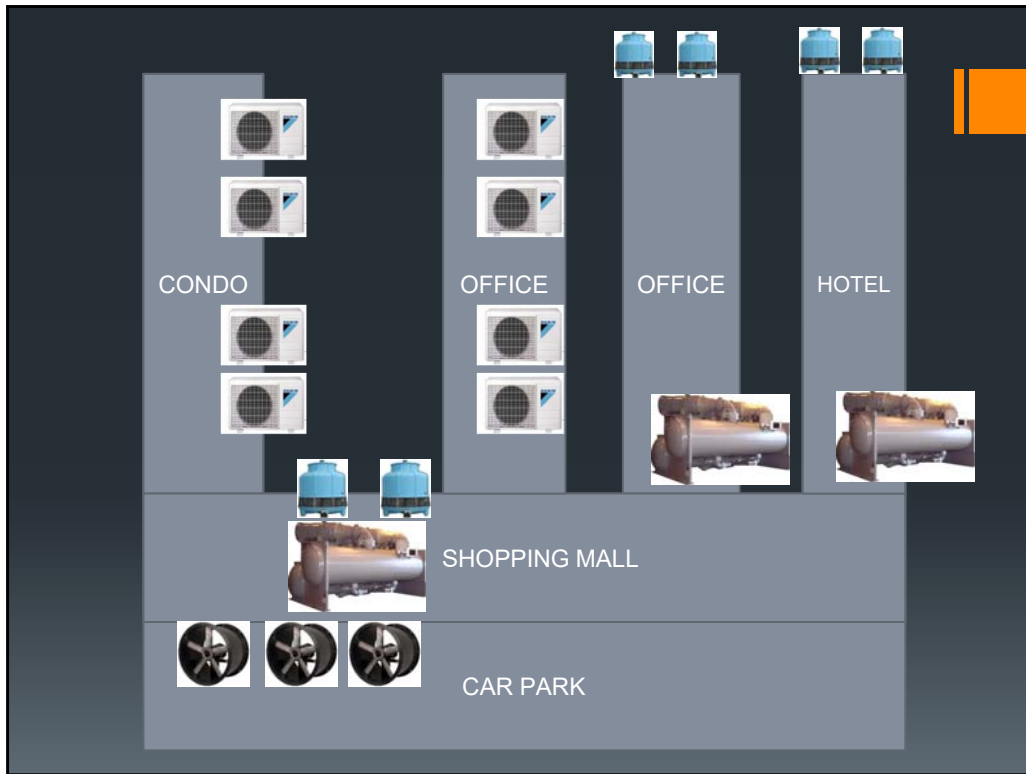 CONDO
OFFICE
OFFICE
HOTEL
SHOPPING MALL
CAR PARK